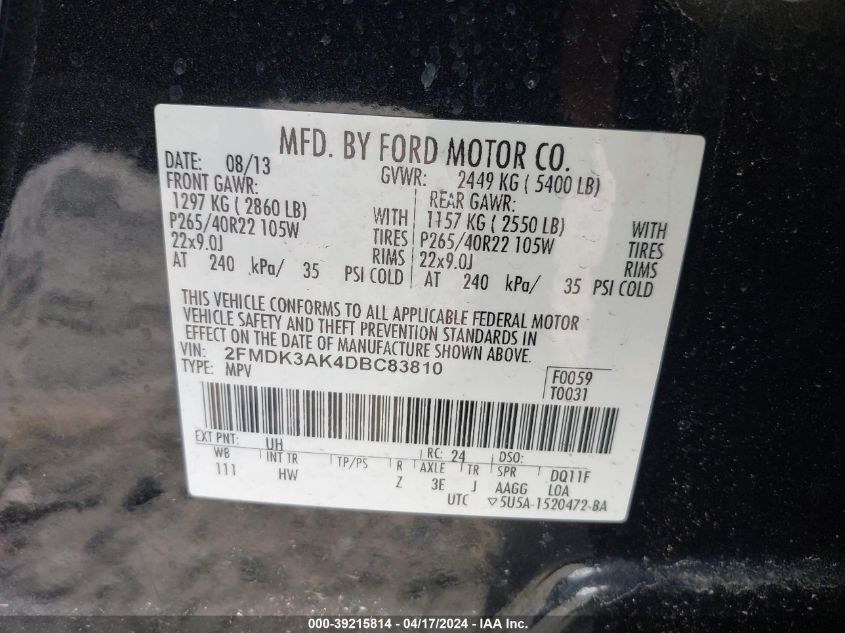 MFD. BY FORD MOTOR CO.
DATE: 08/13 GVWR: 2449 KG ( 5400 LB)
FRONT GAWR: REAR GAWR:
1297 KG ( 2860 LB) WITH 1157 KG ( 2550 LB) WITH
P265/40R22 105W TIRES P265/40R22 105W TIRES
22x9.0J RIMS 22x9.0J RIMS
AT 240 kPa/ 35 PSI COLD AT 240 kPa/ 35 PSI COLD
THIS VEHICLE CONFORMS TO ALL APPLICABLE FEDERAL MOTOR
VEHICLE SAFETY AND THEFT PREVENTION STANDARDS IN
EFFECT ON THE DATE OF MANUFACTURE SHOWN ABOVE.
VIN: 2FMDK3AK4DBC83810
TYPE: MPV
F0059
T0031
EXT PNT: UH RC: 24 DSO:
WB INT TR TP/PS R AXLE TR SPR DQ11F
111 HW Z 3E J AAGG LOA
UTC ▽5U5A-1520472-BA
000-39215814 - 04/17/2024 - IAAI.com